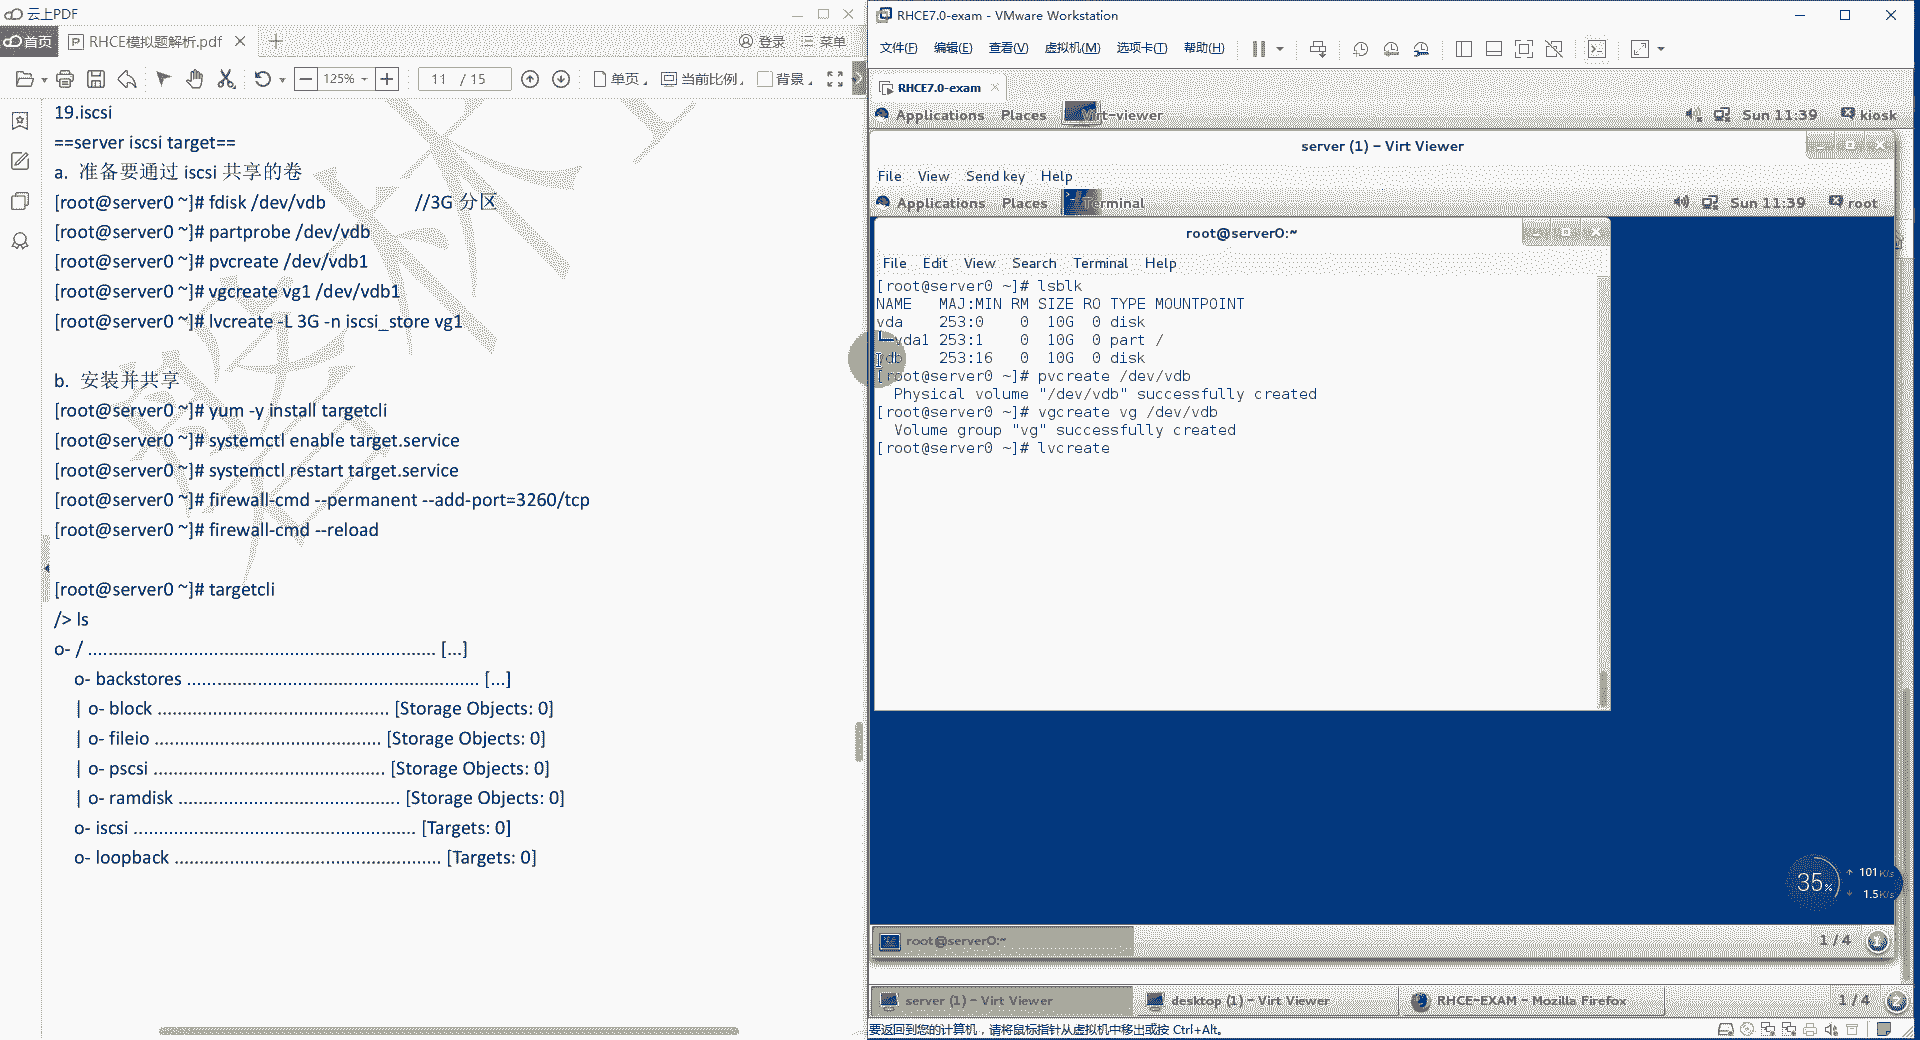 云上PDF
首页
RHCE模拟题解析.pdf
登录
菜单
125%
11 / 15
单页
当前比例
背景
19.iscsi
==server iscsi target==
a. 准备要通过 iscsi 共享的卷
[root@server0 ~]# fdisk /dev/vdb //3G 分区
[root@server0 ~]# partprobe /dev/vdb
[root@server0 ~]# pvcreate /dev/vdb1
[root@server0 ~]# vgcreate vg1 /dev/vdb1
[root@server0 ~]# lvcreate -L 3G -n iscsi_store vg1
b. 安装并共享
[root@server0 ~]# yum -y install targetcli
[root@server0 ~]# systemctl enable target.service
[root@server0 ~]# systemctl restart target.service
[root@server0 ~]# firewall-cmd --permanent --add-port=3260/tcp
[root@server0 ~]# firewall-cmd --reload
[root@server0 ~]# targetcli
/> ls
o- / ..................................................................... [...]
o- backstores .......................................................... [...]
| o- block .............................................. [Storage Objects: 0]
| o- fileio ............................................. [Storage Objects: 0]
| o- pscsi .............................................. [Storage Objects: 0]
| o- ramdisk ............................................ [Storage Objects: 0]
o- iscsi ........................................................ [Targets: 0]
o- loopback ..................................................... [Targets: 0]
RHCE7.0-exam - VMware Workstation
文件(F) 编辑(E) 查看(V) 虚拟机(M) 选项卡(T) 帮助(H)
RHCE7.0-exam
Applications Places Virt-viewer Sun 11:39 kiosk
server (1) – Virt Viewer
File View Send key Help
Applications Places Terminal Sun 11:39 root
root@server0:~
File Edit View Search Terminal Help
[root@server0 ~]# lsblk
NAME MAJ:MIN RM SIZE RO TYPE MOUNTPOINT
vda 253:0 0 10G 0 disk
└─vda1 253:1 0 10G 0 part /
vdb 253:16 0 10G 0 disk
[root@server0 ~]# pvcreate /dev/vdb
Physical volume "/dev/vdb" successfully created
[root@server0 ~]# vgcreate vg /dev/vdb
Volume group "vg" successfully created
[root@server0 ~]# lvcreate
35%
101K/s
1.5K/s
root@server0:~ 1 / 4
server (1) – Virt Viewer desktop (1) – Virt Viewer RHCE-EXAM – Mozilla Firefox 1 / 4
要返回到您的计算机，请将鼠标指针从虚拟机中移出或按 Ctrl+Alt。